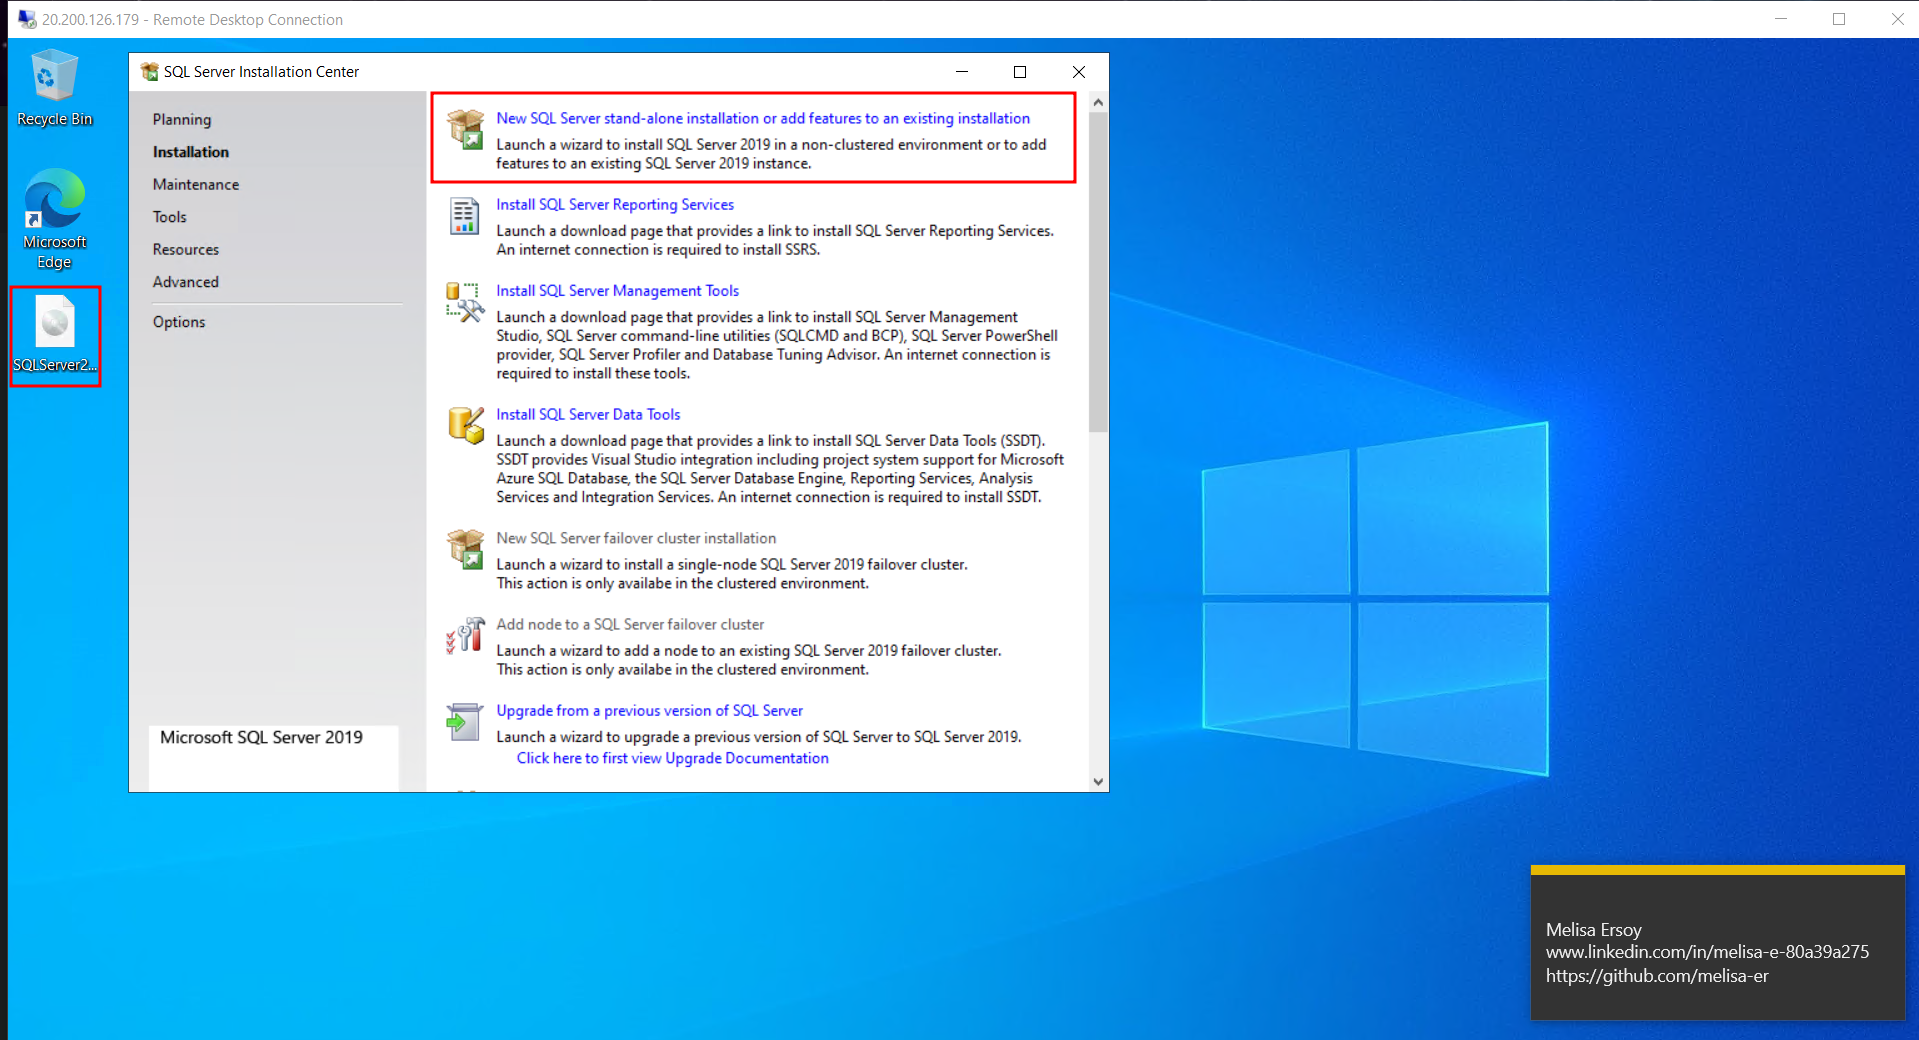 20.200.126.179 - Remote Desktop Connection
Recycle Bin
Microsoft
Edge
SQLServer2...
SQL Server Installation Center
Planning
Installation
Maintenance
Tools
Resources
Advanced
Options
Microsoft SQL Server 2019
New SQL Server stand-alone installation or add features to an existing installation
Launch a wizard to install SQL Server 2019 in a non-clustered environment or to add
features to an existing SQL Server 2019 instance.
Install SQL Server Reporting Services
Launch a download page that provides a link to install SQL Server Reporting Services.
An internet connection is required to install SSRS.
Install SQL Server Management Tools
Launch a download page that provides a link to install SQL Server Management
Studio, SQL Server command-line utilities (SQLCMD and BCP), SQL Server PowerShell
provider, SQL Server Profiler and Database Tuning Advisor. An internet connection is
required to install these tools.
Install SQL Server Data Tools
Launch a download page that provides a link to install SQL Server Data Tools (SSDT).
SSDT provides Visual Studio integration including project system support for Microsoft
Azure SQL Database, the SQL Server Database Engine, Reporting Services, Analysis
Services and Integration Services. An internet connection is required to install SSDT.
New SQL Server failover cluster installation
Launch a wizard to install a single-node SQL Server 2019 failover cluster.
This action is only availabe in the clustered environment.
Add node to a SQL Server failover cluster
Launch a wizard to add a node to an existing SQL Server 2019 failover cluster.
This action is only availabe in the clustered environment.
Upgrade from a previous version of SQL Server
Launch a wizard to upgrade a previous version of SQL Server to SQL Server 2019.
Click here to first view Upgrade Documentation
Melisa Ersoy
www.linkedin.com/in/melisa-e-80a39a275
https://github.com/melisa-er